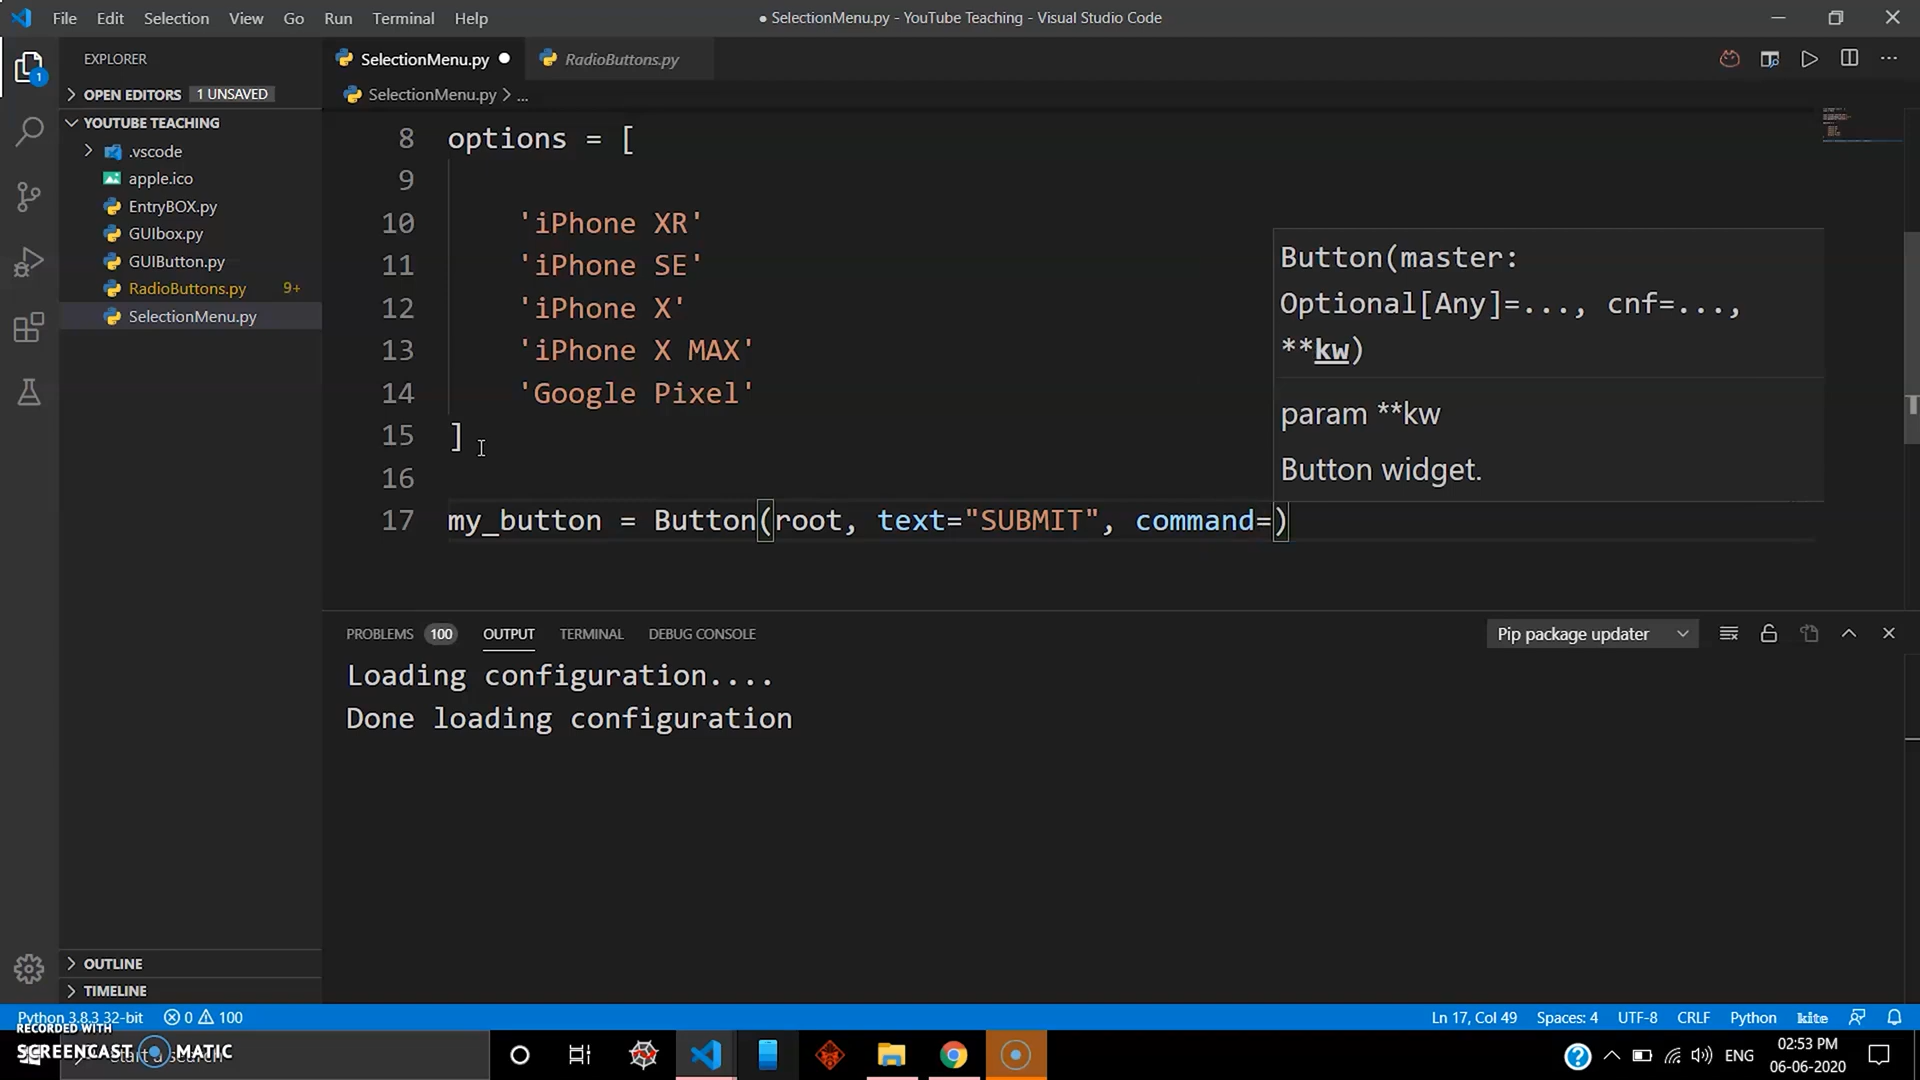 File Edit Selection View Go Run Terminal Help
● SelectionMenu.py - YouTube Teaching - Visual Studio Code
EXPLORER
SelectionMenu.py
RadioButtons.py
OPEN EDITORS 1 UNSAVED
SelectionMenu.py > ...
YOUTUBE TEACHING
.vscode
apple.ico
EntryBOX.py
GUIbox.py
GUIButton.py
RadioButtons.py 9+
SelectionMenu.py
1
8 options = [
9
10 'iPhone XR'
11 'iPhone SE'
12 'iPhone X'
13 'iPhone X MAX'
14 'Google Pixel'
15 ]
16
17 my_button = Button(root, text="SUBMIT", command=)
Button(master:
Optional[Any]=..., cnf=...,
**kw)
param **kw
Button widget.
PROBLEMS 100 OUTPUT TERMINAL DEBUG CONSOLE
Pip package updater
Loading configuration....
Done loading configuration
OUTLINE
TIMELINE
Python 3.8.3 32-bit 0 100
Ln 17, Col 49 Spaces: 4 UTF-8 CRLF Python kite
RECORDED WITH
SCREENCAST MATIC
Start a search
ENG
02:53 PM
06-06-2020